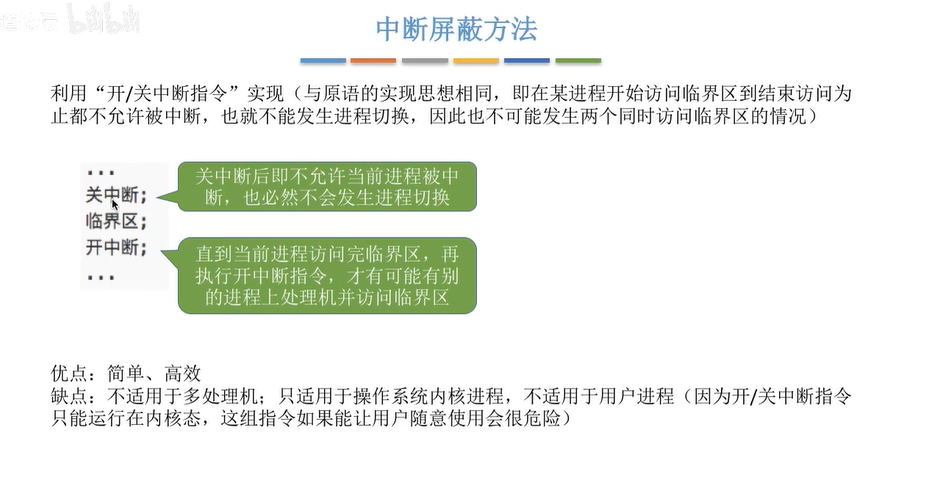 bilibili
中断屏蔽方法
利用“开/关中断指令”实现（与原语的实现思想相同，即在某进程开始访问临界区到结束访问为
止都不允许被中断，也就不能发生进程切换，因此也不可能发生两个同时访问临界区的情况）
...
关中断;
临界区;
开中断;
...
关中断后即不允许当前进程被中
断，也必然不会发生进程切换
直到当前进程访问完临界区，再
执行开中断指令，才有可能有别
的进程上处理机并访问临界区
优点：简单、高效
缺点：不适用于多处理机；只适用于操作系统内核进程，不适用于用户进程（因为开/关中断指令
只能运行在内核态，这组指令如果能让用户随意使用会很危险）